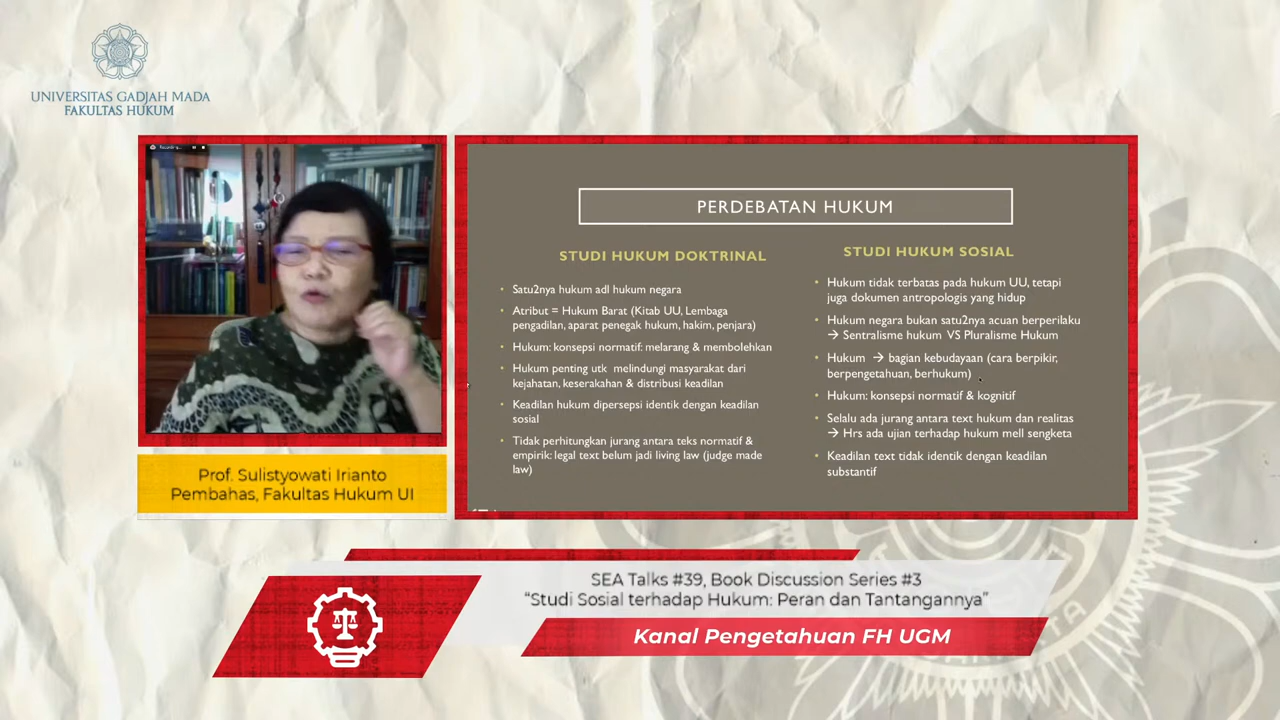 UNIVERSITAS GADJAH MADA
FAKULTAS HUKUM
Prof. Sulistyowati Irianto
Pembahas, Fakultas Hukum UI
PERDEBATAN HUKUM
STUDI HUKUM DOKTRINAL
• Satu2nya hukum adl hukum negara
• Atribut = Hukum Barat (Kitab UU, Lembaga
pengadilan, aparat penegak hukum, hakim, penjara)
• Hukum: konsepsi normatif: melarang & membolehkan
• Hukum penting utk melindungi masyarakat dari
kejahatan, keserakahan & distribusi keadilan
• Keadilan hukum dipersepsi identik dengan keadilan
sosial
• Tidak perhitungkan jurang antara teks normatif &
empirik: legal text belum jadi living law (judge made
law)
STUDI HUKUM SOSIAL
• Hukum tidak terbatas pada hukum UU, tetapi
juga dokumen antropologis yang hidup
• Hukum negara bukan satu2nya acuan berperilaku
→ Sentralisme hukum VS Pluralisme Hukum
• Hukum → bagian kebudayaan (cara berpikir,
berpengetahuan, berhukum)
• Hukum: konsepsi normatif & kognitif
• Selalu ada jurang antara text hukum dan realitas
→ Hrs ada ujian terhadap hukum mell sengketa
• Keadilan text tidak identik dengan keadilan
substantif
SEA Talks #39, Book Discussion Series #3
“Studi Sosial terhadap Hukum: Peran dan Tantangannya”
Kanal Pengetahuan FH UGM